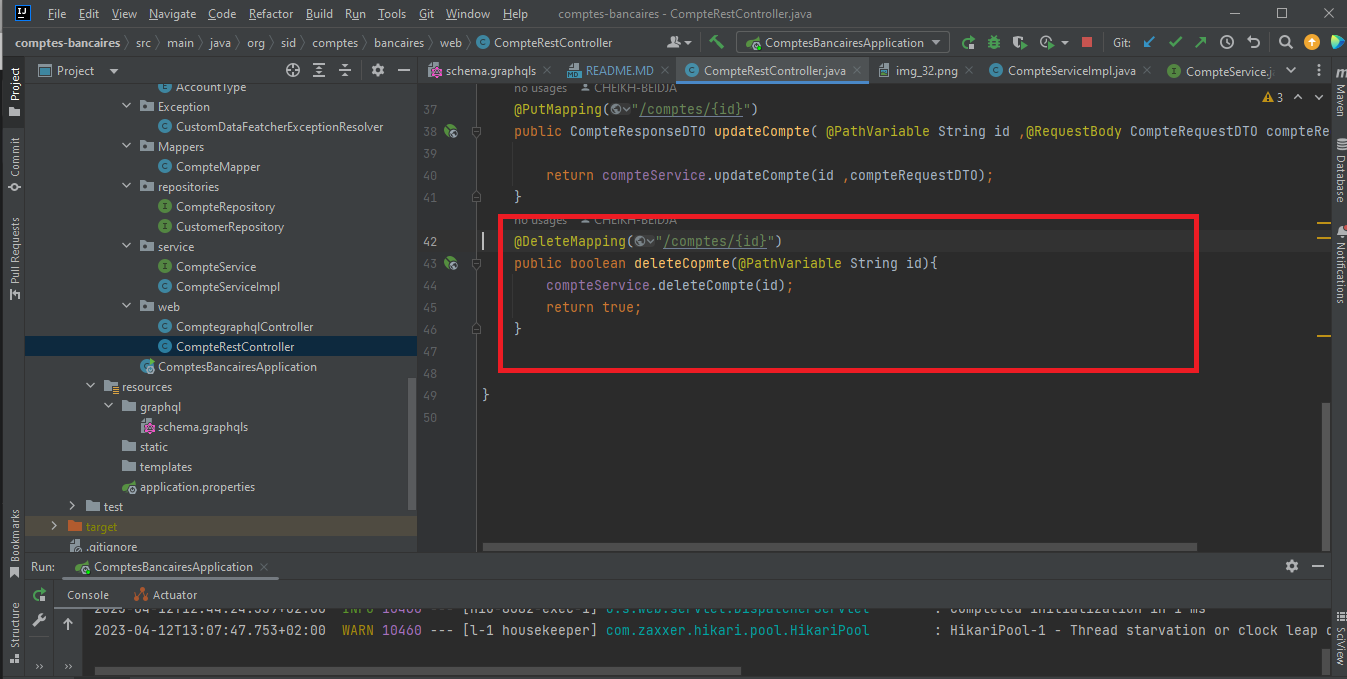 File Edit View Navigate Code Refactor Build Run Tools Git Window Help comptes-bancaires - CompteRestController.java
comptes-bancaires src main java org sid comptes bancaires web CompteRestController ComptesBancairesApplication Git:
Project schema.graphqls README.MD CompteRestController.java img_32.png CompteServiceImpl.java CompteService.j
AccountType
Exception
CustomDataFeatcherExceptionResolver
Mappers
CompteMapper
repositories
CompteRepository
CustomerRepository
service
CompteService
CompteServiceImpl
web
ComptegraphqlController
CompteRestController
ComptesBancairesApplication
resources
graphql
schema.graphqls
static
templates
application.properties
test
target
.gitignore
no usages CHEIKH-BEIDJA
37 @PutMapping("/comptes/{id}")
38 public CompteResponseDTO updateCompte( @PathVariable String id ,@RequestBody CompteRequestDTO compteRe
39
40 return compteService.updateCompte(id ,compteRequestDTO);
41 }
no usages CHEIKH-BEIDJA
42 @DeleteMapping("/comptes/{id}")
43 public boolean deleteCopmte(@PathVariable String id){
44 compteService.deleteCompte(id);
45 return true;
46 }
47
48
49 }
50
3
Project
Commit
Pull Requests
Bookmarks
Structure
Maven
Database
Notifications
SciView
Run: ComptesBancairesApplication
Console Actuator
2023-04-12T12:44:24.539+02:00 INFO 10460 --- [nio-8082-exec-1] o.s.web.servlet.DispatcherServlet : Completed initialization in 1 ms
2023-04-12T13:07:47.753+02:00 WARN 10460 --- [l-1 housekeeper] com.zaxxer.hikari.pool.HikariPool : HikariPool-1 - Thread starvation or clock leap